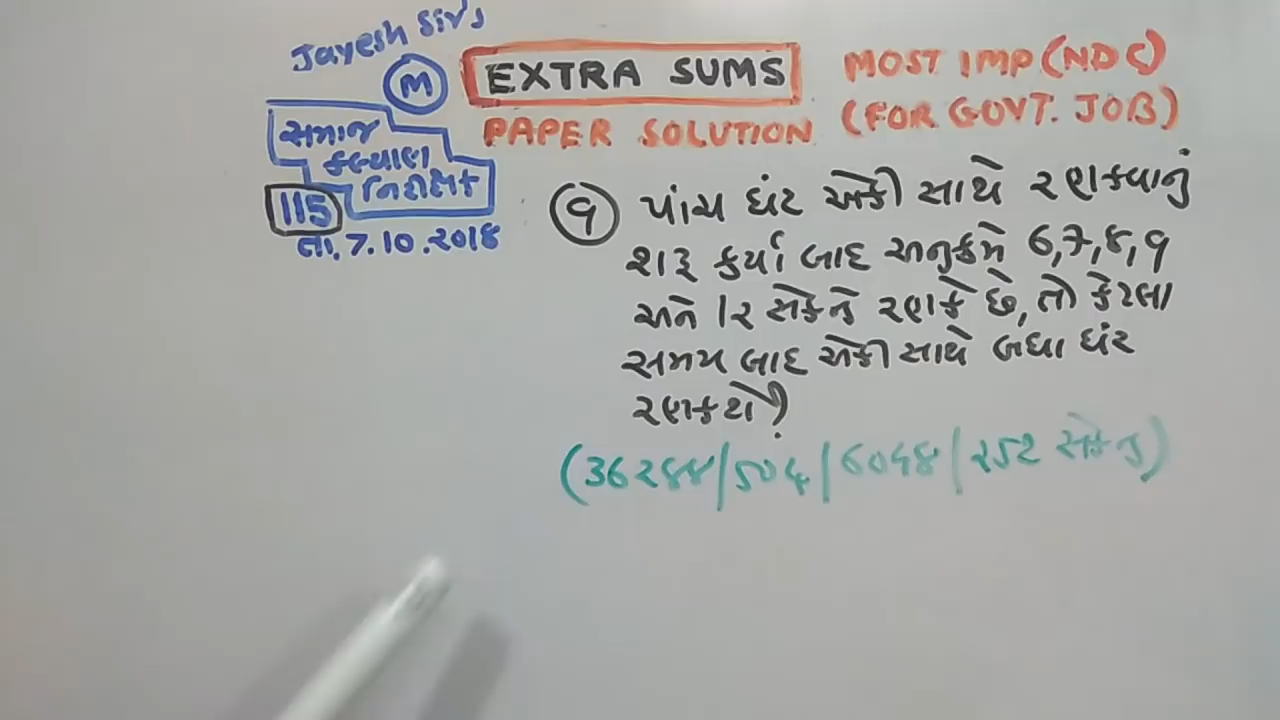 Jayesh Sir's
M
EXTRA SUMS
MOST IMP (NDC)
PAPER SOLUTION
(FOR GOVT. JOB)
સમાજ
કલ્યાણ
નિરીક્ષક
115
તા. 7.10.૨૦૧૪
૧ પાંચ ઘંટ એકી સાથે રણકવાનું
શરૂ કર્યા બાદ અનુક્રમે 6,7,8,9
અને 12 સેકન્ડે રણકે છે, તો કેટલા
સમય બાદ એકી સાથે બધા ઘંટ
રણકશે?
(36288/504/6048/252 સેકન્ડ)